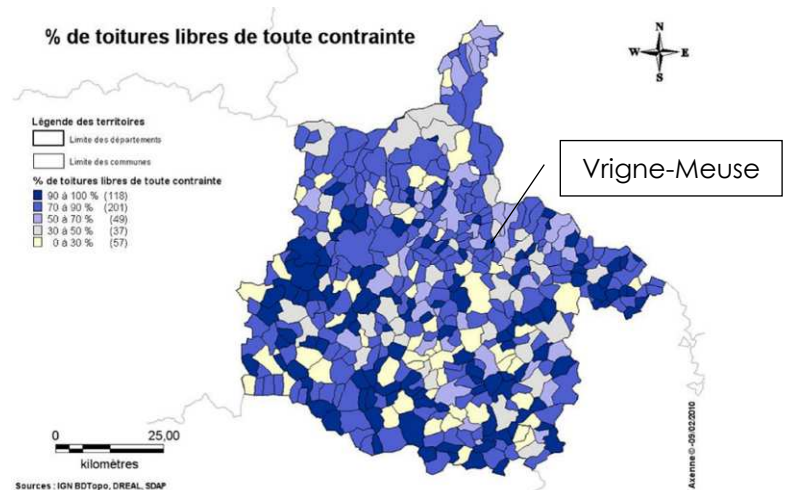 % de toitures libres de toute contrainte
N
W E
S
Légende des territoires
Limite des départements
Limite des communes
% de toitures libres de toute contrainte
90 à 100 % (118)
70 à 90 % (201)
50 à 70 % (49)
30 à 50 % (37)
0 à 30 % (57)
Vrigne-Meuse
0 25,00
kilomètres
Sources : IGN BDTopo, DREAL, SDAP
Axenne © -09/02/2010